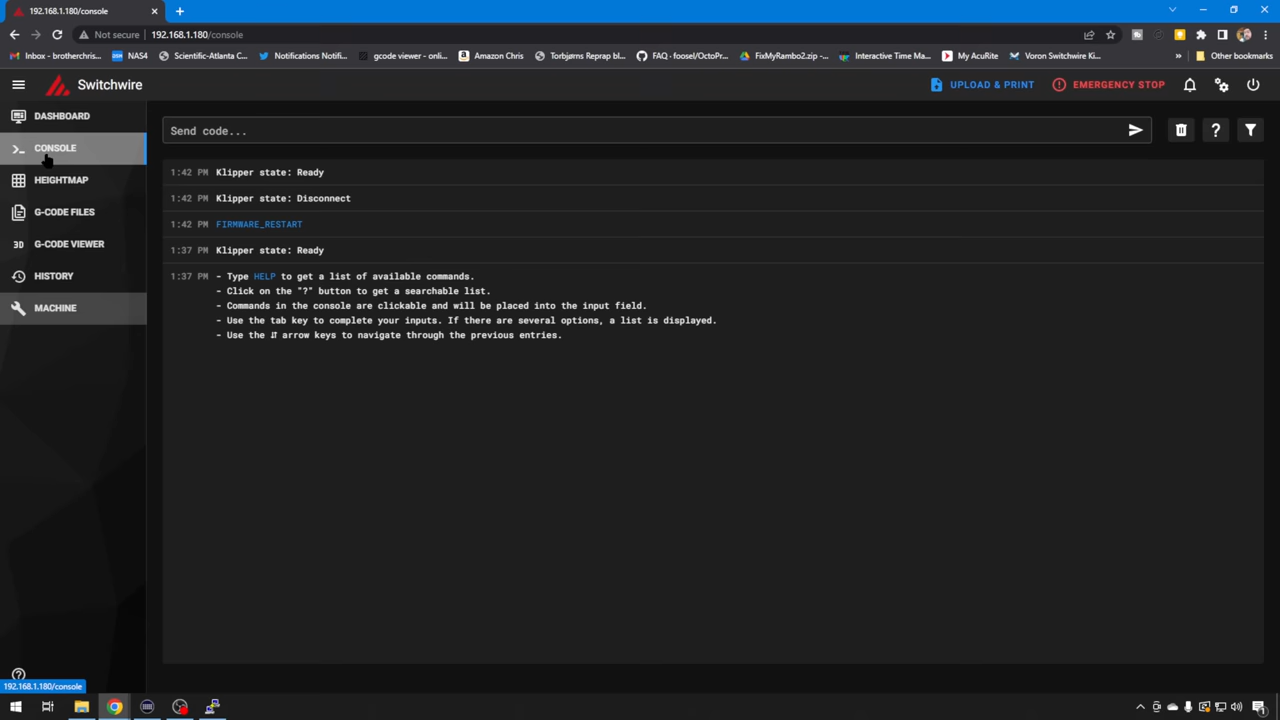 192.168.1.180/console
Not secure
192.168.1.180/console
Inbox - brotherchris...
NAS4
Scientific-Atlanta C...
Notifications Notifi...
gcode viewer - onlin...
Amazon Chris
Torbjørns Reprap bl...
FAQ · foosel/OctoPr...
FixMyRambo2.zip - ...
Interactive Time Ma...
My AcuRite
Voron Switchwire Ki...
»
Other bookmarks
Switchwire
UPLOAD & PRINT
EMERGENCY STOP
DASHBOARD
CONSOLE
HEIGHTMAP
G-CODE FILES
3D G-CODE VIEWER
HISTORY
MACHINE
Send code...
1:42 PM Klipper state: Ready
1:42 PM Klipper state: Disconnect
1:42 PM FIRMWARE_RESTART
1:37 PM Klipper state: Ready
1:37 PM - Type HELP to get a list of available commands.
- Click on the "?" button to get a searchable list.
- Commands in the console are clickable and will be placed into the input field.
- Use the tab key to complete your inputs. If there are several options, a list is displayed.
- Use the ⇵ arrow keys to navigate through the previous entries.
192.168.1.180/console